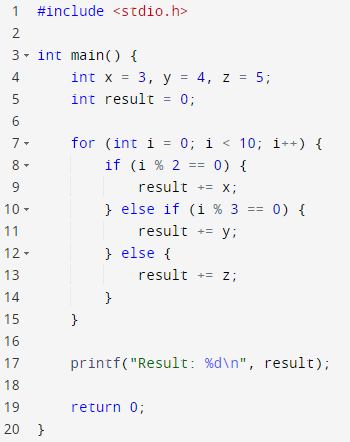 1 #include <stdio.h>
2
3 int main() {
4     int x = 3, y = 4, z = 5;
5     int result = 0;
6
7     for (int i = 0; i < 10; i++) {
8         if (i % 2 == 0) {
9             result += x;
10         } else if (i % 3 == 0) {
11             result += y;
12         } else {
13             result += z;
14         }
15     }
16
17     printf("Result: %d\n", result);
18
19     return 0;
20 }